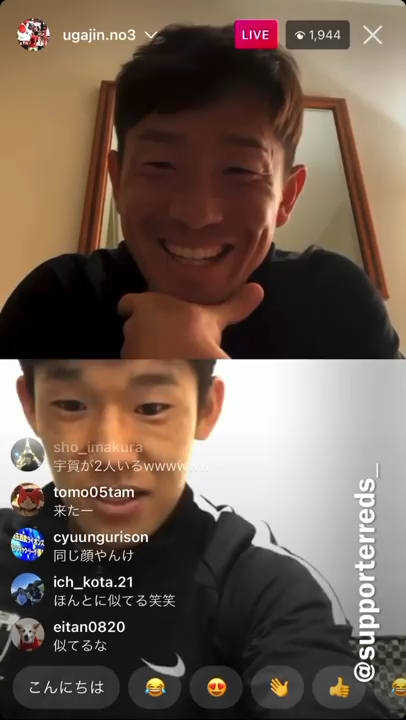 ugajin.no3
LIVE
1,944
sho_imakura
宇賀が2人いるwwwww
tomo05tam
来たー
cyuungurison
同じ顔やんけ
ich_kota.21
ほんとに似てる笑笑
eitan0820
似てるな
こんにちは
@supporterreds_